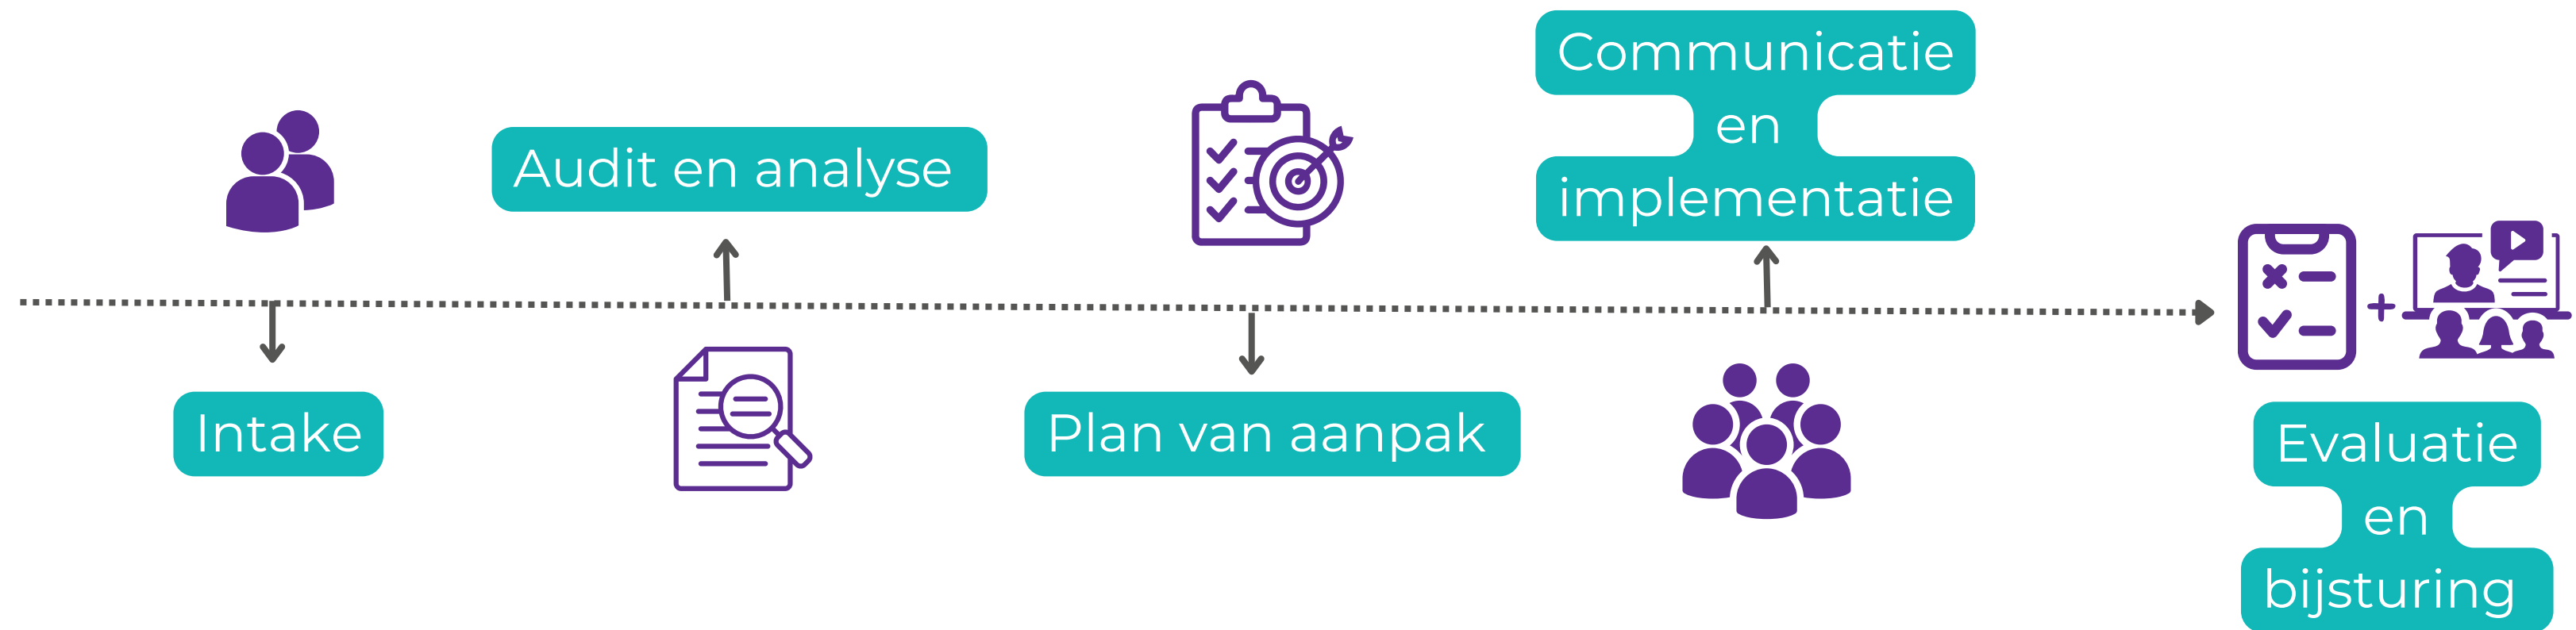 Intake
Audit en analyse
Plan van aanpak
Communicatie
en
implementatie
Evaluatie
en
bijsturing